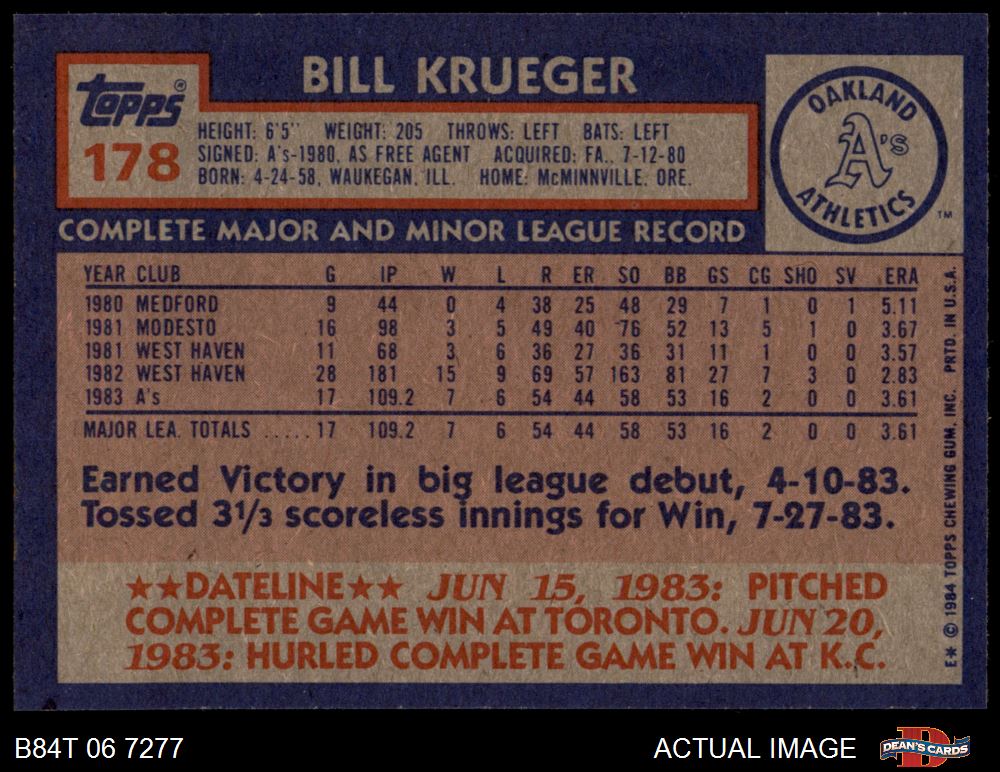 BILL KRUEGER
Topps®
178
HEIGHT: 6'5" WEIGHT: 205 THROWS: LEFT BATS: LEFT
SIGNED: A's-1980, AS FREE AGENT ACQUIRED: FA., 7-12-80
BORN: 4-24-58, WAUKEGAN, ILL. HOME: McMINNVILLE, ORE.
OAKLAND
A's
ATHLETICS
TM
COMPLETE MAJOR AND MINOR LEAGUE RECORD
YEAR CLUB G IP W L R ER SO BB GS CG SHO SV ERA
1980 MEDFORD 9 44 0 4 38 25 48 29 7 1 0 1 5.11
1981 MODESTO 16 98 3 5 49 40 76 52 13 5 1 0 3.67
1981 WEST HAVEN 11 68 3 6 36 27 36 31 11 1 0 0 3.57
1982 WEST HAVEN 28 181 15 9 69 57 163 81 27 7 3 0 2.83
1983 A's 17 109.2 7 6 54 44 58 53 16 2 0 0 3.61
MAJOR LEA. TOTALS .....17 109.2 7 6 54 44 58 53 16 2 0 0 3.61
Earned Victory in big league debut, 4-10-83.
Tossed 3 1/3 scoreless innings for Win, 7-27-83.
★★DATELINE★★ JUN 15, 1983: PITCHED
COMPLETE GAME WIN AT TORONTO. JUN 20,
1983: HURLED COMPLETE GAME WIN AT K.C.
E* © 1984 TOPPS CHEWING GUM, INC. PRTD. IN U.S.A.
B84T 06 7277
ACTUAL IMAGE
D
DEAN'S CARDS